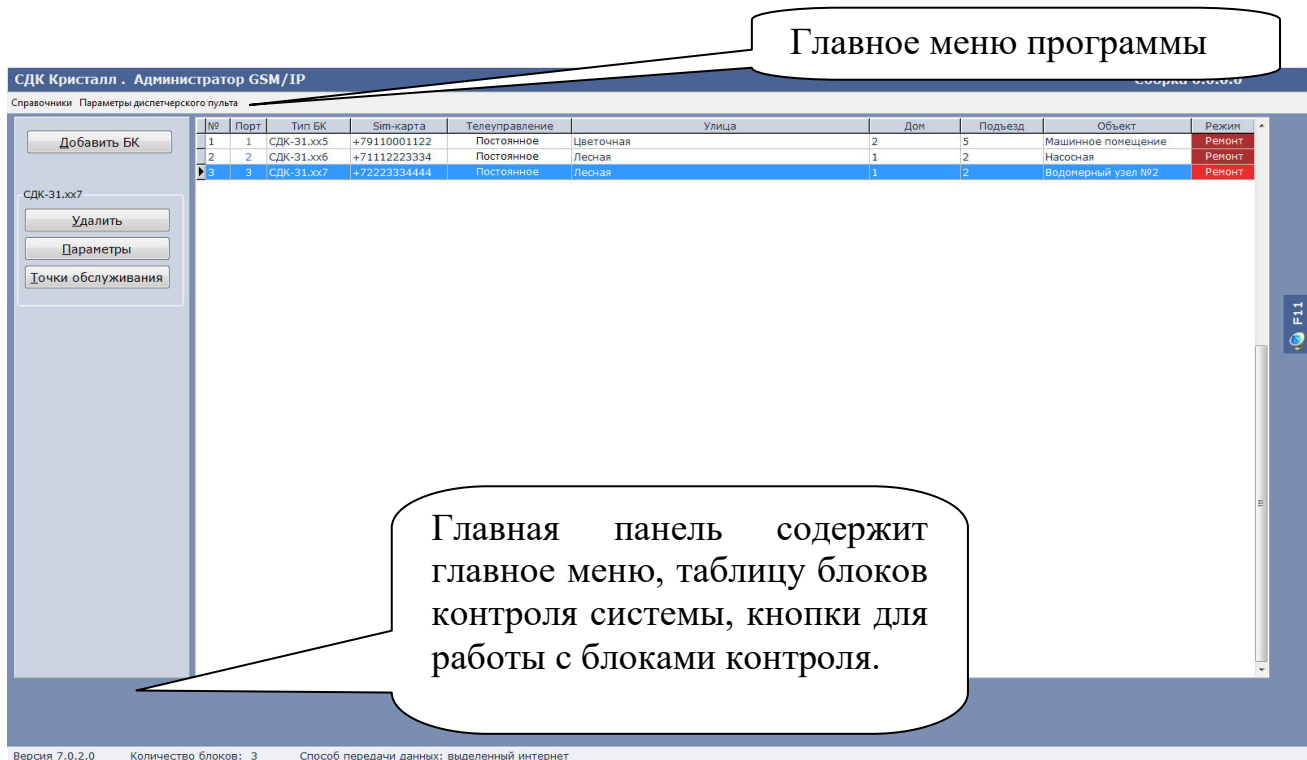 Главное меню программы
СДК Кристалл . Администратор GSM/IP
Справочники Параметры диспетчерского пульта
Добавить БК
СДК-31.xx7
Удалить
Параметры
Точки обслуживания
№ Порт Тип БК Sim-карта Телеуправление Улица Дом Подъезд Объект Режим
1 1 СДК-31.xx5 +79110001122 Постоянное Цветочная 2 5 Машинное помещение Ремонт
2 2 СДК-31.xx6 +71112223334 Постоянное Лесная 1 2 Насосная Ремонт
3 3 СДК-31.xx7 +72223334444 Постоянное Лесная 1 2 Водомерный узел №2 Ремонт
F11
Главная панель содержит
главное меню, таблицу блоков
контроля системы, кнопки для
работы с блоками контроля.
Версия 7.0.2.0 Количество блоков: 3 Способ передачи данных: выделенный интернет